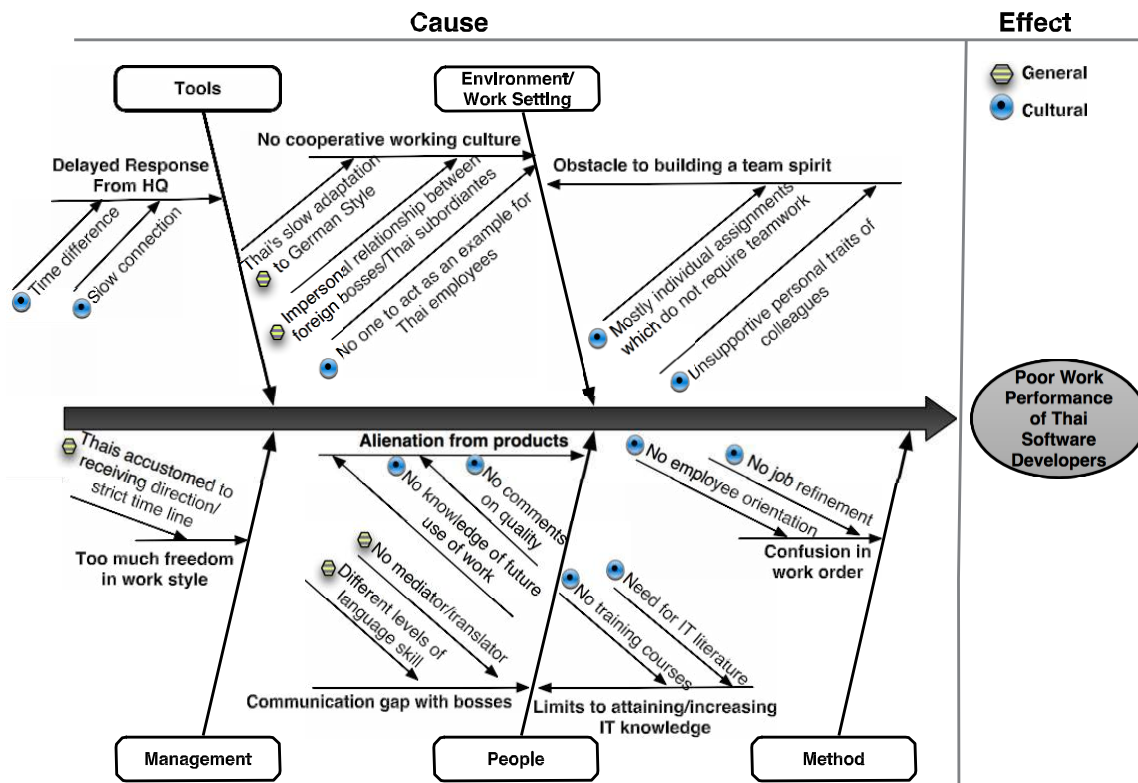 Cause
Effect
Tools
Environment/
Work Setting
General
Cultural
No cooperative working culture
Delayed Response
From HQ
Obstacle to building a team spirit
Time difference
Slow connection
Thai's slow adaptation
to German Style
Impersonal relationship between
foreign bosses/Thai subordiantes
No one to act as an example for
Thai employees
Mostly individual assignments
which do not require teamwork
Unsupportive personal traits of
colleagues
Poor Work
Performance
of Thai
Software
Developers
Thais accustomed to
receiving direction/
strict time line
Too much freedom
in work style
Alienation from products
No knowledge of future
use of work
No comments
on quality
No mediator/translator
Different levels of
language skill
Communication gap with bosses
No employee orientation
No job refinement
Confusion in
work order
No training courses
Need for IT literature
Limits to attaining/increasing
IT knowledge
Management
People
Method